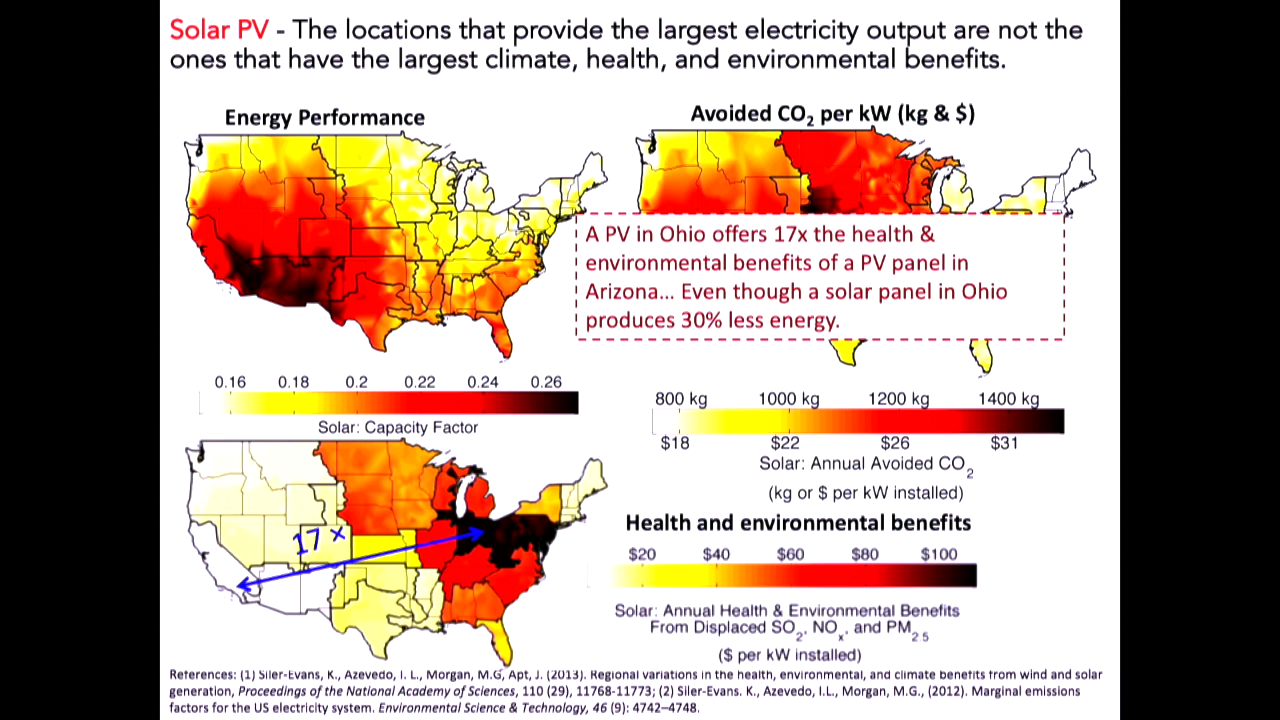 Solar PV - The locations that provide the largest electricity output are not the
ones that have the largest climate, health, and environmental benefits.
Energy Performance
Avoided CO2 per kW (kg & $)
A PV in Ohio offers 17x the health &
environmental benefits of a PV panel in
Arizona... Even though a solar panel in Ohio
produces 30% less energy.
0.16 0.18 0.2 0.22 0.24 0.26
Solar: Capacity Factor
800 kg 1000 kg 1200 kg 1400 kg
$18 $22 $26 $31
Solar: Annual Avoided CO2
(kg or $ per kW installed)
17 x
Health and environmental benefits
$20 $40 $60 $80 $100
Solar: Annual Health & Environmental Benefits
From Displaced SO2, NOx, and PM2.5
($ per kW installed)
References: (1) Siler-Evans, K., Azevedo, I. L., Morgan, M.G, Apt, J. (2013). Regional variations in the health, environmental, and climate benefits from wind and solar
generation, Proceedings of the National Academy of Sciences, 110 (29), 11768-11773; (2) Siler-Evans. K., Azevedo, I.L., Morgan, M.G., (2012). Marginal emissions
factors for the US electricity system. Environmental Science & Technology, 46 (9): 4742–4748.